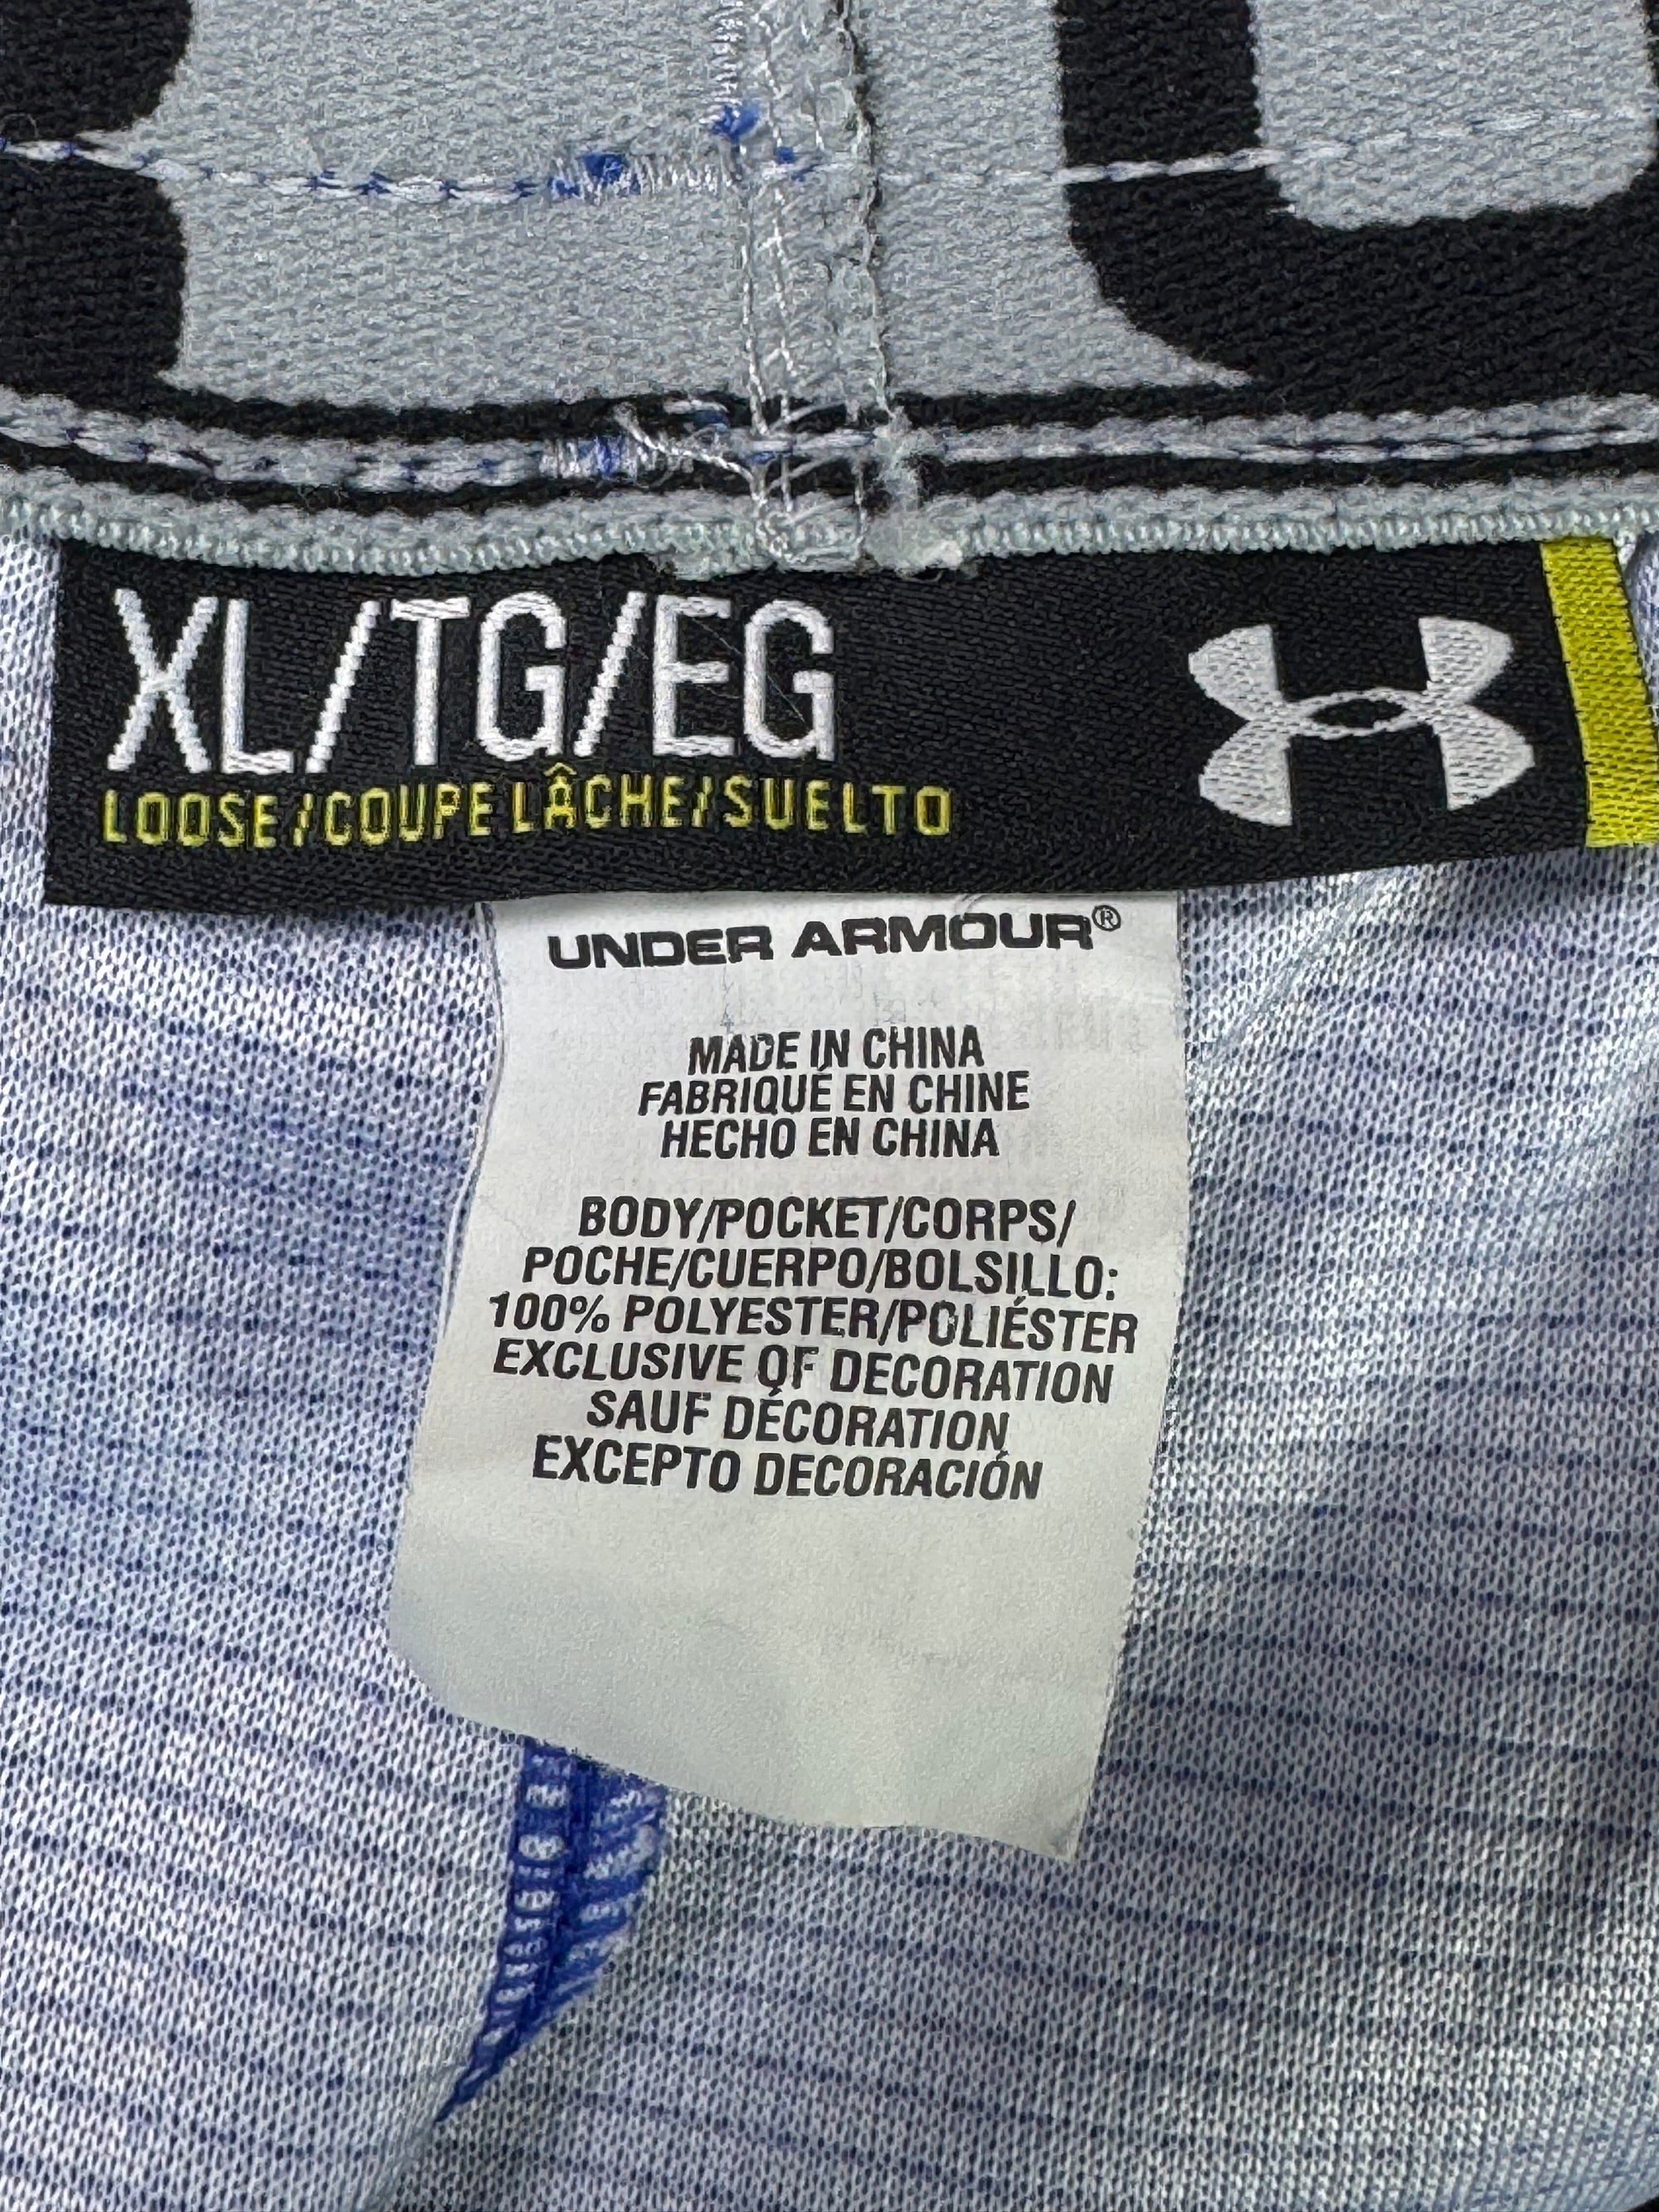 XL/TG/EG
LOOSE/COUPE LÂCHE/SUELTO
UNDER ARMOUR®
MADE IN CHINA
FABRIQUÉ EN CHINE
HECHO EN CHINA
BODY/POCKET/CORPS/
POCHE/CUERPO/BOLSILLO:
100% POLYESTER/POLIÉSTER
EXCLUSIVE OF DECORATION
SAUF DÉCORATION
EXCEPTO DECORACIÓN